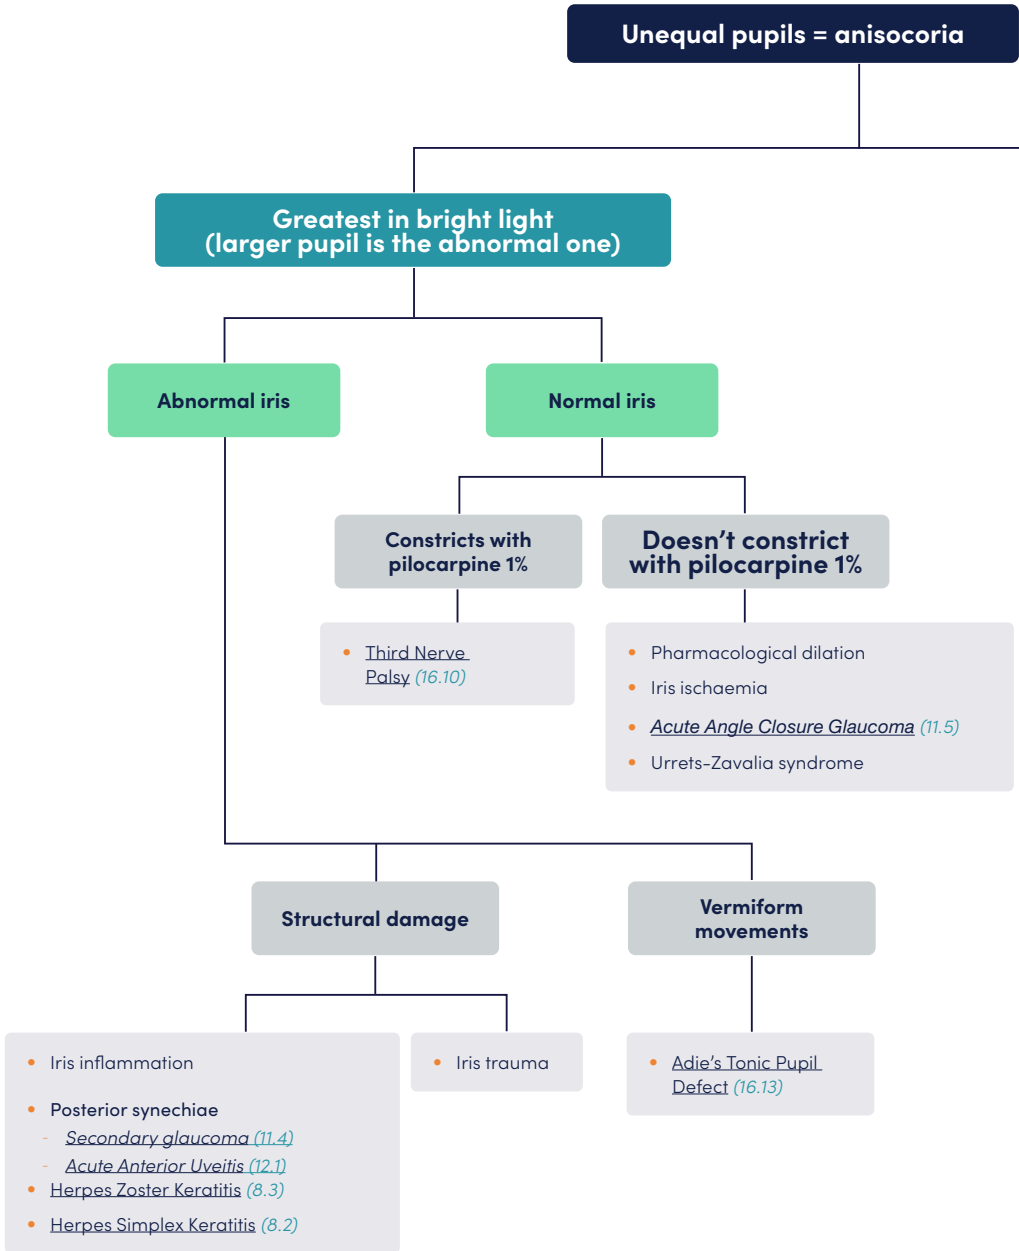 Unequal pupils = anisocoria
Greatest in bright light
(larger pupil is the abnormal one)
Abnormal iris
Normal iris
Constricts with
pilocarpine 1%
Doesn't constrict
with pilocarpine 1%
• Third Nerve
Palsy (16.10)
• Pharmacological dilation
• Iris ischaemia
• Acute Angle Closure Glaucoma (11.5)
• Urrets-Zavalia syndrome
Structural damage
Vermiform
movements
• Iris inflammation
• Posterior synechiae
- Secondary glaucoma (11.4)
- Acute Anterior Uveitis (12.1)
• Herpes Zoster Keratitis (8.3)
• Herpes Simplex Keratitis (8.2)
• Iris trauma
• Adie's Tonic Pupil
Defect (16.13)